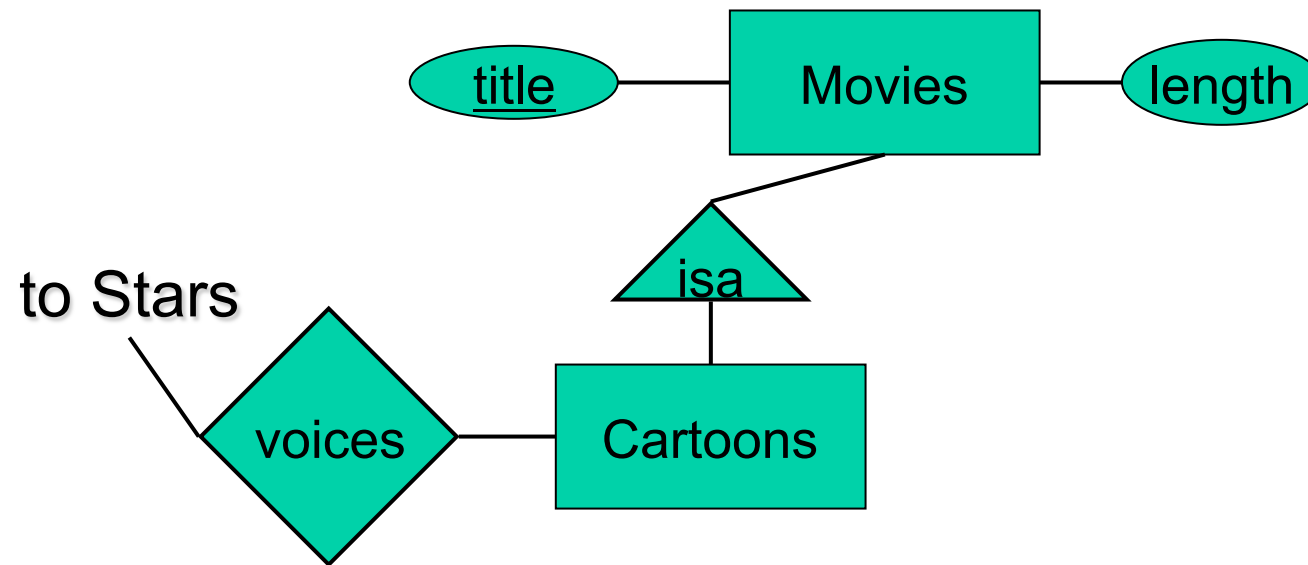 title
Movies
length
isa
to Stars
voices
Cartoons